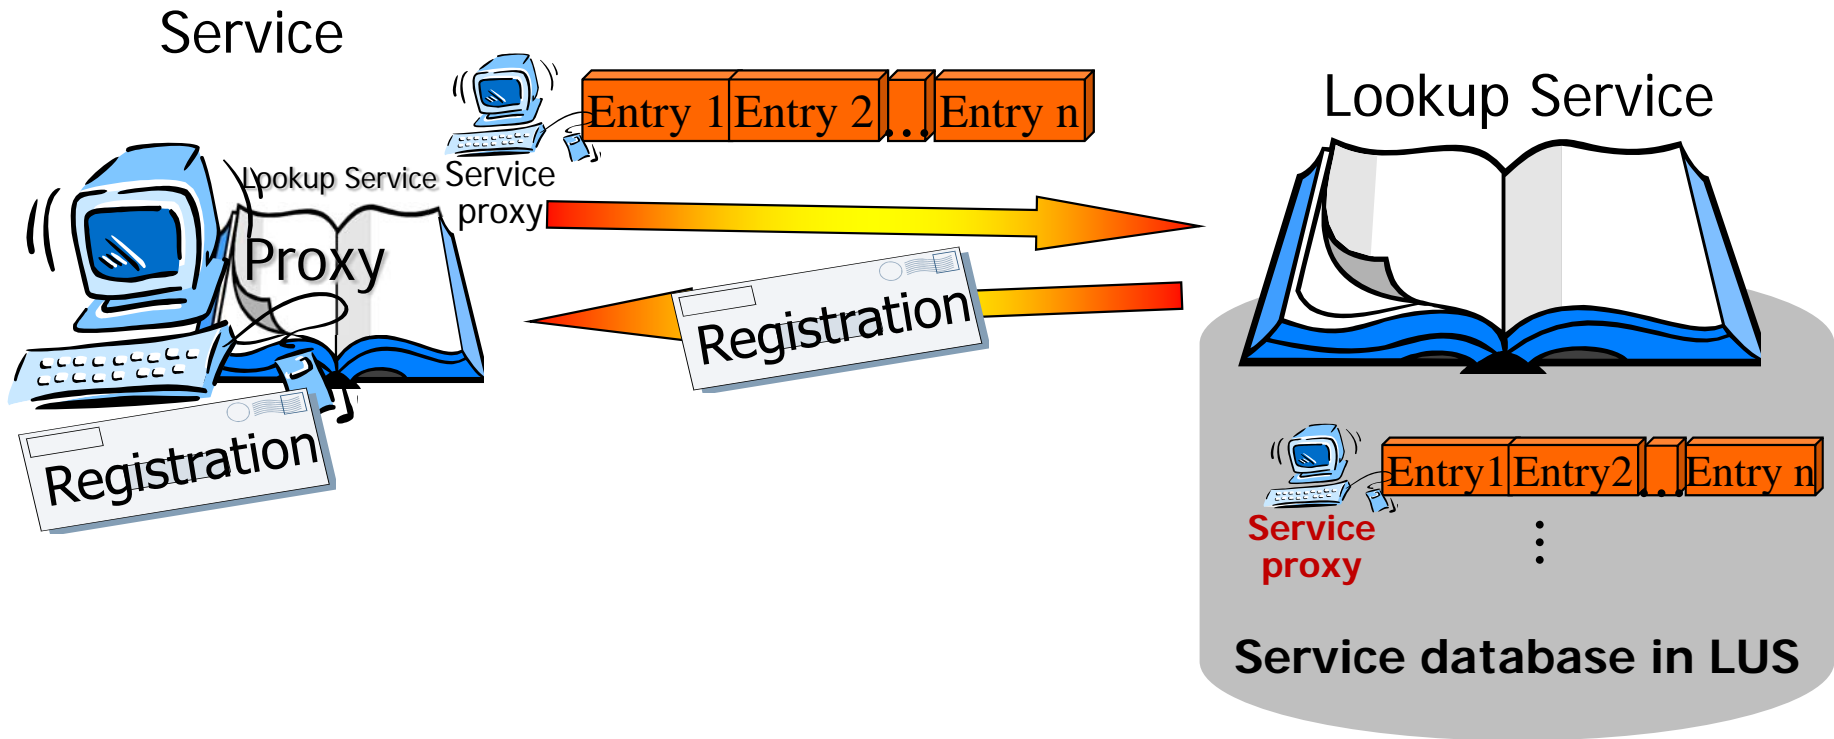 Service
Entry 1 Entry 2 ... Entry n
Lookup Service
Lookup Service
Service
proxy
Proxy
Registration
Registration
Entry1 Entry2 ... Entry n
Service
proxy
⋮
Service database in LUS